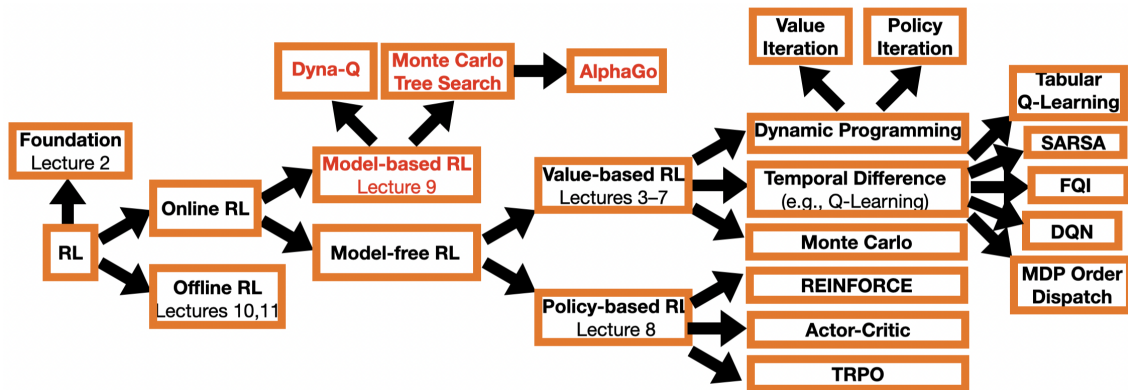 Value
Iteration
Policy
Iteration
Dyna-Q
Monte Carlo
Tree Search
AlphaGo
Tabular
Q-Learning
Foundation
Lecture 2
Dynamic Programming
SARSA
Model-based RL
Lecture 9
Value-based RL
Lectures 3–7
Temporal Difference
(e.g., Q-Learning)
FQI
Online RL
DQN
RL
Model-free RL
Monte Carlo
MDP Order
Dispatch
Offline RL
Lectures 10,11
REINFORCE
Policy-based RL
Lecture 8
Actor-Critic
TRPO